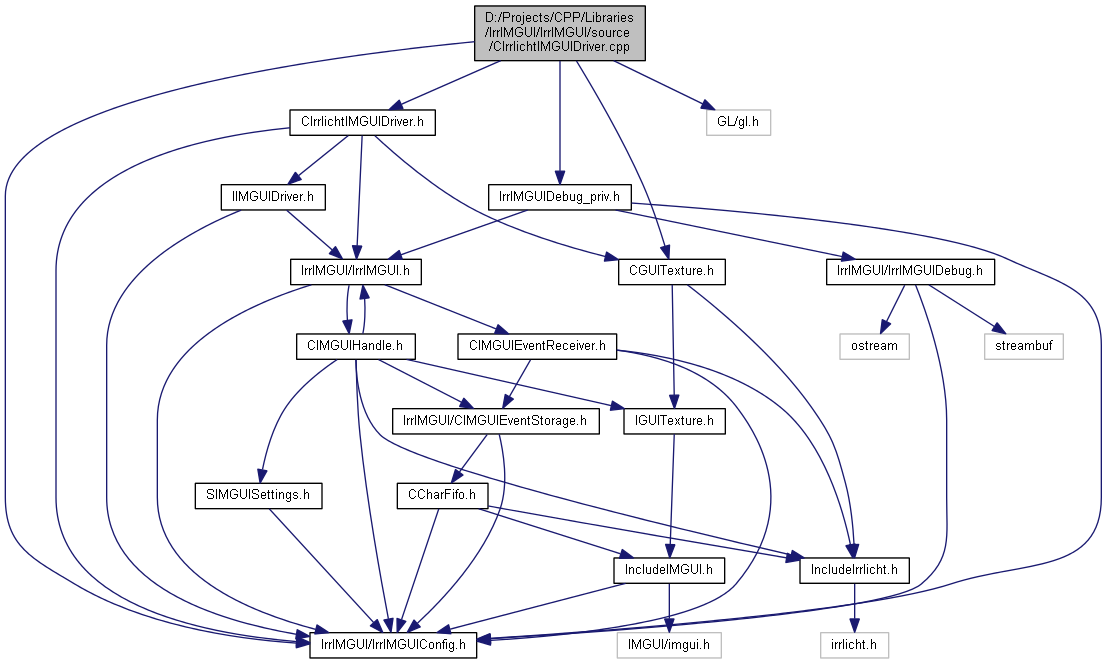 D:/Projects/CPP/Libraries
/IrrIMGUI/IrrIMGUI/source
/CIrrlichtIMGUIDriver.cpp
CIrrlichtIMGUIDriver.h
GL/gl.h
IIMGUIDriver.h
IrrIMGUIDebug_priv.h
IrrIMGUI/IrrIMGUI.h
CGUITexture.h
IrrIMGUI/IrrIMGUIDebug.h
CIMGUIHandle.h
CIMGUIEventReceiver.h
ostream
streambuf
IrrIMGUI/CIMGUIEventStorage.h
IGUITexture.h
SIMGUISettings.h
CCharFifo.h
IncludeIMGUI.h
IncludeIrrlicht.h
IrrIMGUI/IrrIMGUIConfig.h
IMGUI/imgui.h
irrlicht.h